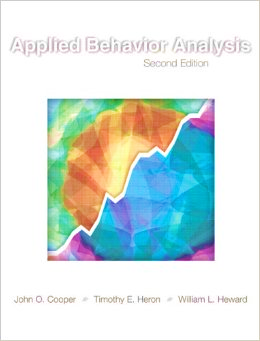 Applied Behavior Analysis
Second Edition
John O. Cooper • Timothy E. Heron • William L. Heward